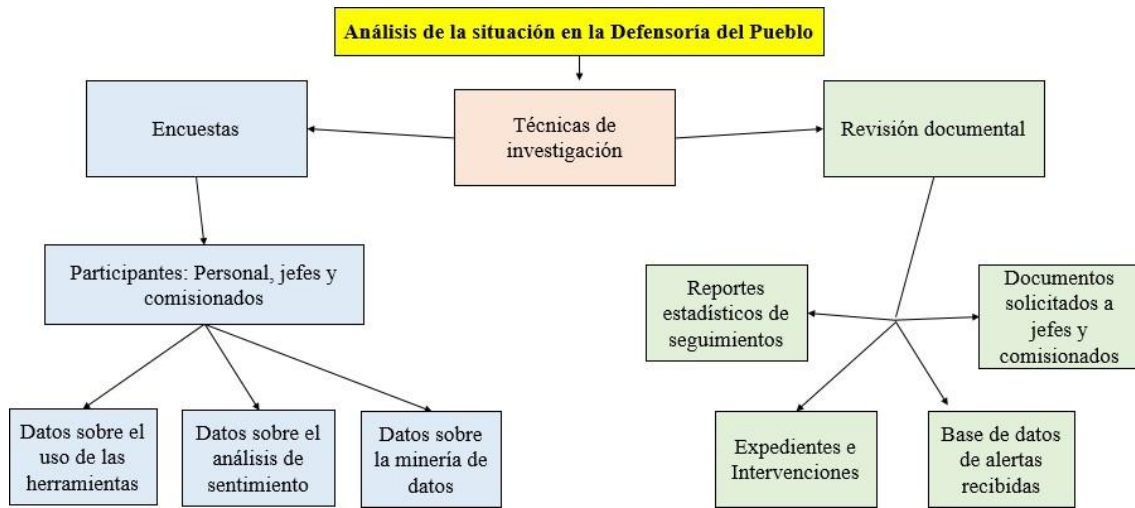 Análisis de la situación en la Defensoría del Pueblo
Encuestas
Técnicas de
investigación
Revisión documental
Participantes: Personal, jefes y
comisionados
Reportes
estadísticos de
seguimientos
Documentos
solicitados a
jefes y
comisionados
Datos sobre el
uso de las
herramientas
Datos sobre el
análisis de
sentimiento
Datos sobre
la minería de
datos
Expedientes e
Intervenciones
Base de datos
de alertas
recibidas